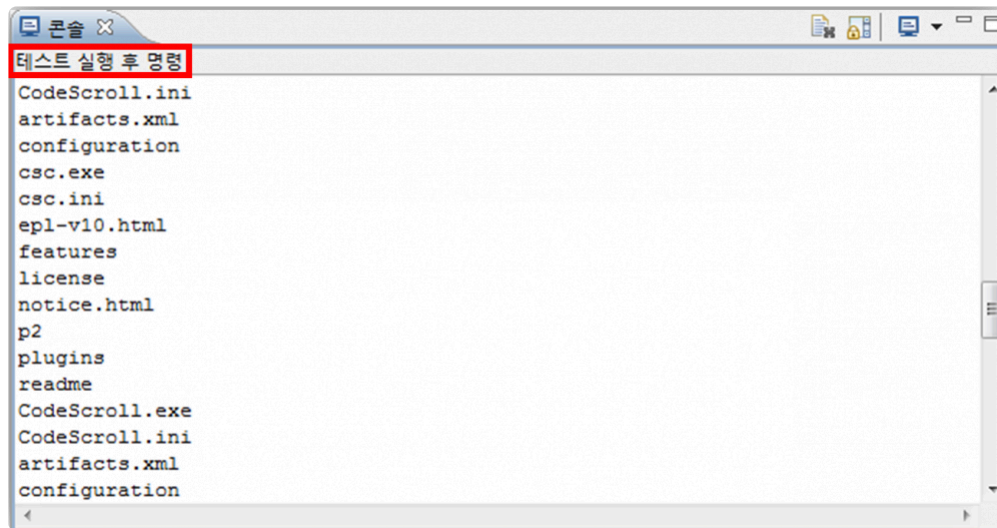 콘솔
테스트 실행 후 명령
CodeScroll.ini
artifacts.xml
configuration
csc.exe
csc.ini
epl-v10.html
features
license
notice.html
p2
plugins
readme
CodeScroll.exe
CodeScroll.ini
artifacts.xml
configuration